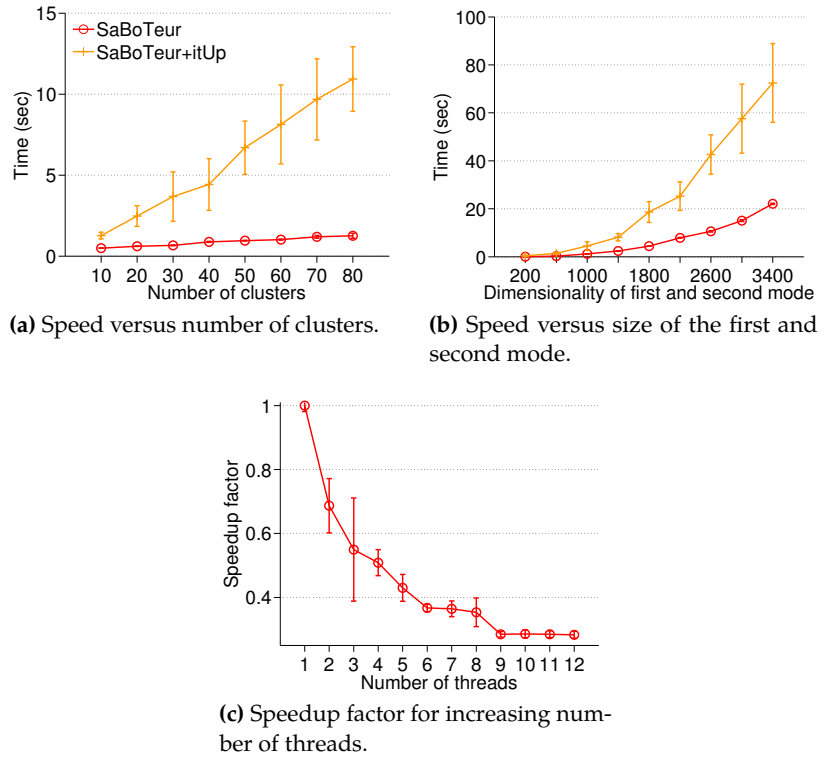 SaBoTeur
SaBoTeur+itUp
15
10
5
0
Time (sec)
10 20 30 40 50 60 70 80
Number of clusters
(a) Speed versus number of clusters.
100
80
60
40
20
0
Time (sec)
200 1000 1800 2600 3400
Dimensionality of first and second mode
(b) Speed versus size of the first and
second mode.
1
0.8
0.6
0.4
Speedup factor
1 2 3 4 5 6 7 8 9 10 11 12
Number of threads
(c) Speedup factor for increasing num-
ber of threads.